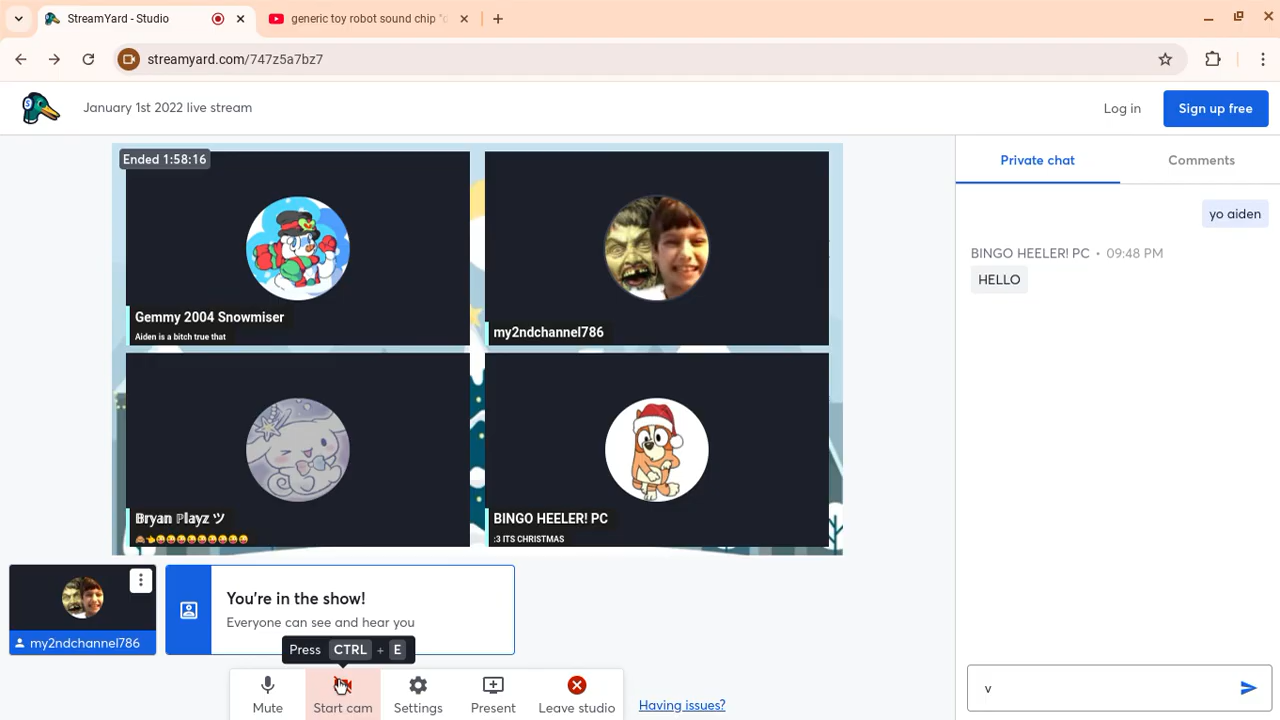 StreamYard - Studio
generic toy robot sound chip "c
streamyard.com/747z5a7bz7
January 1st 2022 live stream
Log in
Sign up free
Ended 1:58:16
Gemmy 2004 Snowmiser
Aiden is a bitch true that
my2ndchannel786
Bryan Playz ツ
🙈👈😜😜😜😜😜😜😜😜😜
BINGO HEELER! PC
:3 ITS CHRISTMAS
Private chat
Comments
yo aiden
BINGO HEELER! PC • 09:48 PM
HELLO
my2ndchannel786
You're in the show!
Everyone can see and hear you
Press CTRL + E
Mute
Start cam
Settings
Present
Leave studio
Having issues?
v